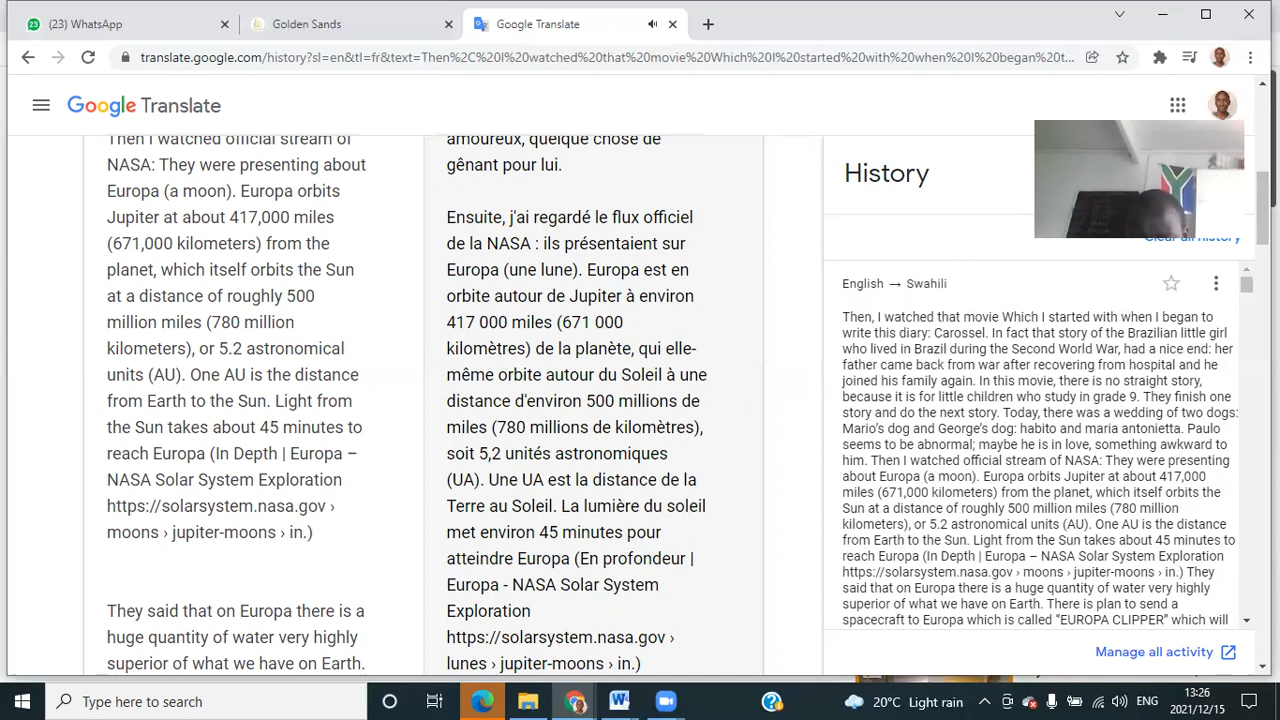 (23) WhatsApp
Golden Sands
Google Translate
translate.google.com/history?sl=en&tl=fr&text=Then%2C%20I%20watched%20that%20movie%20Which%20I%20started%20with%20when%20I%20began%20t...
Google Translate
Then I watched official stream of
NASA: They were presenting about
Europa (a moon). Europa orbits
Jupiter at about 417,000 miles
(671,000 kilometers) from the
planet, which itself orbits the Sun
at a distance of roughly 500
million miles (780 million
kilometers), or 5.2 astronomical
units (AU). One AU is the distance
from Earth to the Sun. Light from
the Sun takes about 45 minutes to
reach Europa (In Depth | Europa –
NASA Solar System Exploration
https://solarsystem.nasa.gov ›
moons › jupiter-moons › in.)
They said that on Europa there is a
huge quantity of water very highly
superior of what we have on Earth.
amoureux, quelque chose de
gênant pour lui.
Ensuite, j'ai regardé le flux officiel
de la NASA : ils présentaient sur
Europa (une lune). Europa est en
orbite autour de Jupiter à environ
417 000 miles (671 000
kilomètres) de la planète, qui elle-
même orbite autour du Soleil à une
distance d'environ 500 millions de
miles (780 millions de kilomètres),
soit 5,2 unités astronomiques
(UA). Une UA est la distance de la
Terre au Soleil. La lumière du soleil
met environ 45 minutes pour
atteindre Europa (En profondeur |
Europa - NASA Solar System
Exploration
https://solarsystem.nasa.gov ›
lunes › jupiter-moons › in.)
History
Clear all history
English → Swahili
Then, I watched that movie Which I started with when I began to
write this diary: Carossel. In fact that story of the Brazilian little girl
who lived in Brazil during the Second World War, had a nice end: her
father came back from war after recovering from hospital and he
joined his family again. In this movie, there is no straight story,
because it is for little children who study in grade 9. They finish one
story and do the next story. Today, there was a wedding of two dogs:
Mario’s dog and George’s dog: habito and maria antonietta. Paulo
seems to be abnormal; maybe he is in love, something awkward to
him. Then I watched official stream of NASA: They were presenting
about Europa (a moon). Europa orbits Jupiter at about 417,000
miles (671,000 kilometers) from the planet, which itself orbits the
Sun at a distance of roughly 500 million miles (780 million
kilometers), or 5.2 astronomical units (AU). One AU is the distance
from Earth to the Sun. Light from the Sun takes about 45 minutes to
reach Europa (In Depth | Europa – NASA Solar System Exploration
https://solarsystem.nasa.gov › moons › jupiter-moons › in.) They
said that on Europa there is a huge quantity of water very highly
superior of what we have on Earth. There is plan to send a
spacecraft to Europa which is called “EUROPA CLIPPER” which will
Manage all activity
Type here to search
20°C Light rain
ENG
13:26
2021/12/15